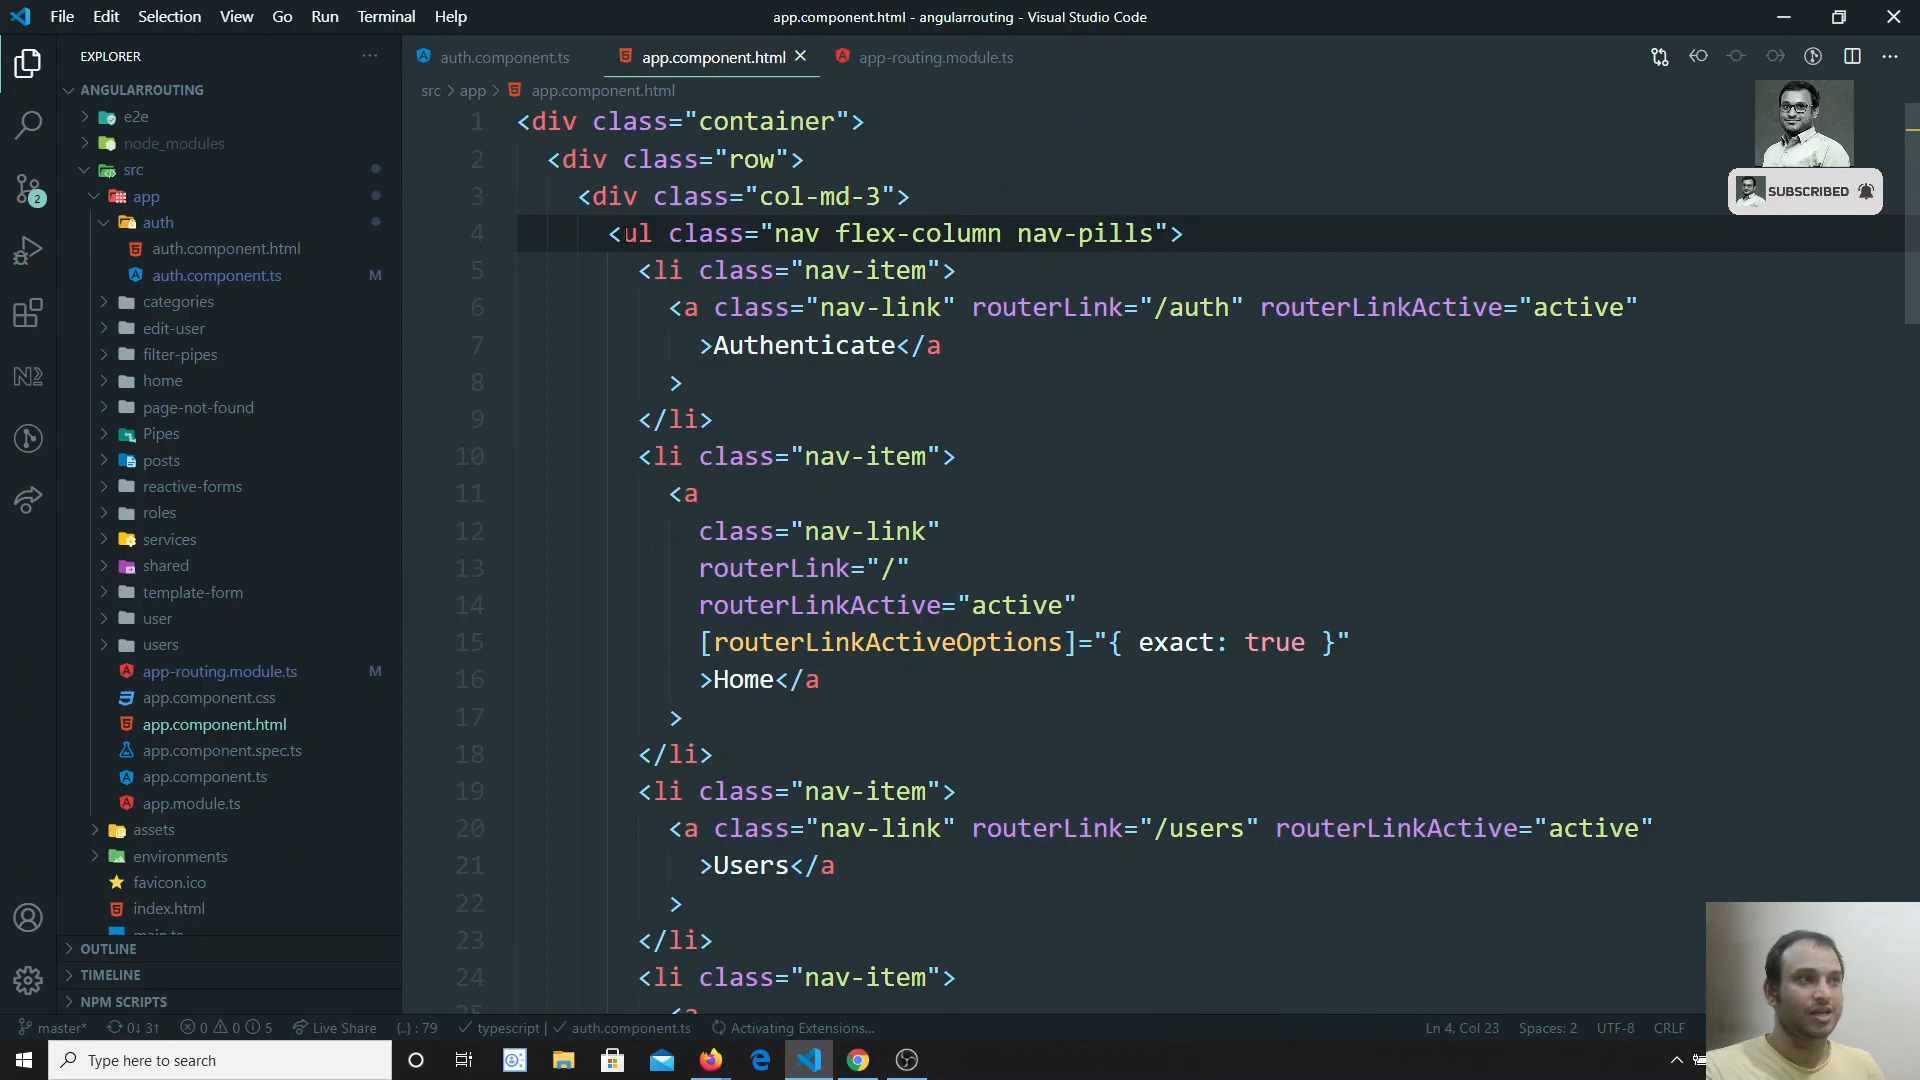 File Edit Selection View Go Run Terminal Help
app.component.html - angularrouting - Visual Studio Code
EXPLORER
auth.component.ts
app.component.html
app-routing.module.ts
src > app > app.component.html
ANGULARROUTING
e2e
node_modules
src
app
auth
auth.component.html
auth.component.ts M
categories
edit-user
filter-pipes
home
page-not-found
Pipes
posts
reactive-forms
roles
services
shared
template-form
user
users
app-routing.module.ts M
app.component.css
app.component.html
app.component.spec.ts
app.component.ts
app.module.ts
assets
environments
favicon.ico
index.html
main.ts
OUTLINE
TIMELINE
NPM SCRIPTS
2
1 <div class="container">
2 <div class="row">
3 <div class="col-md-3">
4 <ul class="nav flex-column nav-pills">
5 <li class="nav-item">
6 <a class="nav-link" routerLink="/auth" routerLinkActive="active"
7 >Authenticate</a
8 >
9 </li>
10 <li class="nav-item">
11 <a
12 class="nav-link"
13 routerLink="/"
14 routerLinkActive="active"
15 [routerLinkActiveOptions]="{ exact: true }"
16 >Home</a
17 >
18 </li>
19 <li class="nav-item">
20 <a class="nav-link" routerLink="/users" routerLinkActive="active"
21 >Users</a
22 >
23 </li>
24 <li class="nav-item">
25 <a
SUBSCRIBED
master* 0↓ 3↑ 0 0 5 Live Share {..} : 79 typescript | auth.component.ts Activating Extensions...
Ln 4, Col 23 Spaces: 2 UTF-8 CRLF
Type here to search